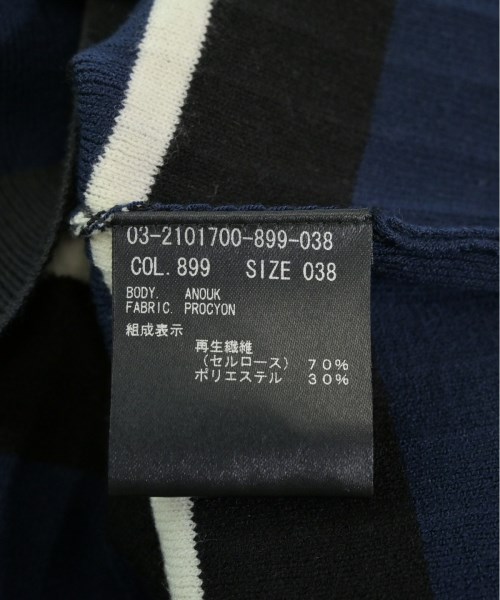 03-2101700-899-038
COL. 899 SIZE 038
BODY. ANOUK
FABRIC. PROCYON
組成表示
再生繊維
(セルロース) 70%
ポリエステル 30%